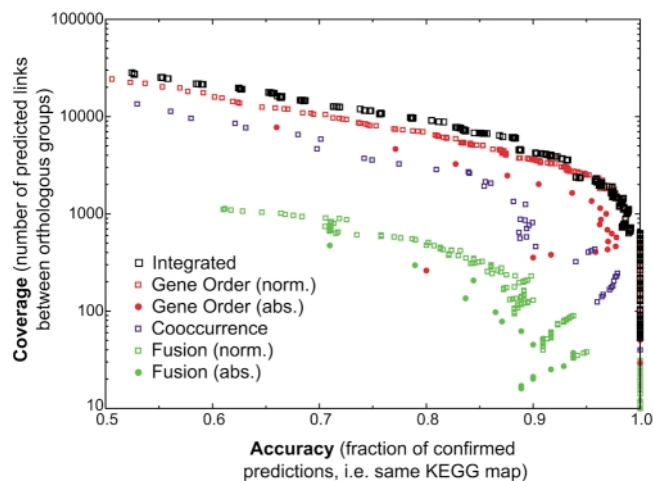 100000
10000
1000
100
10
Coverage (number of predicted links
between orthologous groups)
Integrated
Gene Order (norm.)
Gene Order (abs.)
Cooccurrence
Fusion (norm.)
Fusion (abs.)
0.5 0.6 0.7 0.8 0.9 1.0
Accuracy (fraction of confirmed
predictions, i.e. same KEGG map)